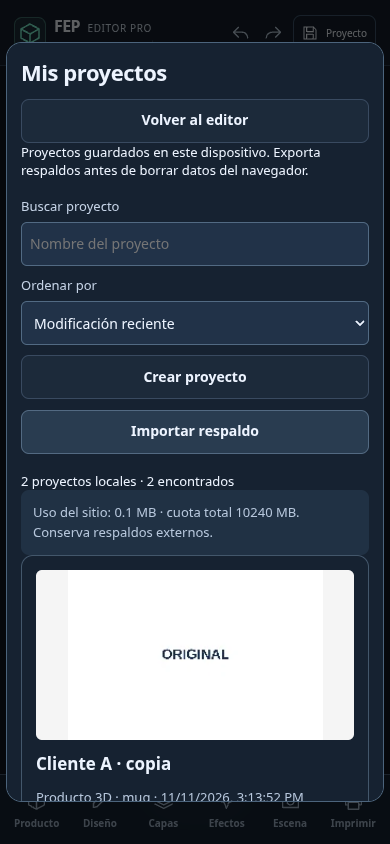 FEP EDITOR PRO
Proyecto
Mis proyectos
Volver al editor
Proyectos guardados en este dispositivo. Exporta
respaldos antes de borrar datos del navegador.
Buscar proyecto
Nombre del proyecto
Ordenar por
Modificación reciente
Crear proyecto
Importar respaldo
2 proyectos locales · 2 encontrados
Uso del sitio: 0.1 MB · cuota total 10240 MB.
Conserva respaldos externos.
ORIGINAL
Cliente A · copia
Producto 3D · mug · 11/11/2026, 3:13:52 PM
Producto Diseño Capas Efectos Escena Imprimir